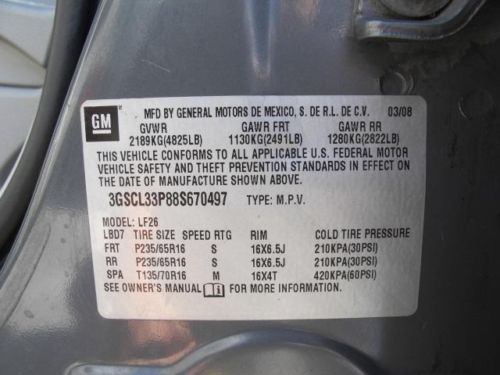 GM
MFD BY GENERAL MOTORS DE MEXICO, S. DE R.L. DE C.V. 03/08
GVWR GAWR FRT GAWR RR
2189KG(4825LB) 1130KG(2491LB) 1280KG(2822LB)
THIS VEHICLE CONFORMS TO ALL APPLICABLE U.S. FEDERAL MOTOR
VEHICLE SAFETY AND THEFT PREVENTION STANDARDS IN EFFECT ON
THE DATE OF MANUFACTURE SHOWN ABOVE.
3GSCL33P88S670497 TYPE: M.P.V.
MODEL: LF26
LBD7 TIRE SIZE SPEED RTG RIM COLD TIRE PRESSURE
FRT P235/65R16 S 16X6.5J 210KPA(30PSI)
RR P235/65R16 S 16X6.5J 210KPA(30PSI)
SPA T135/70R16 M 16X4T 420KPA(60PSI)
SEE OWNER'S MANUAL FOR MORE INFORMATION.